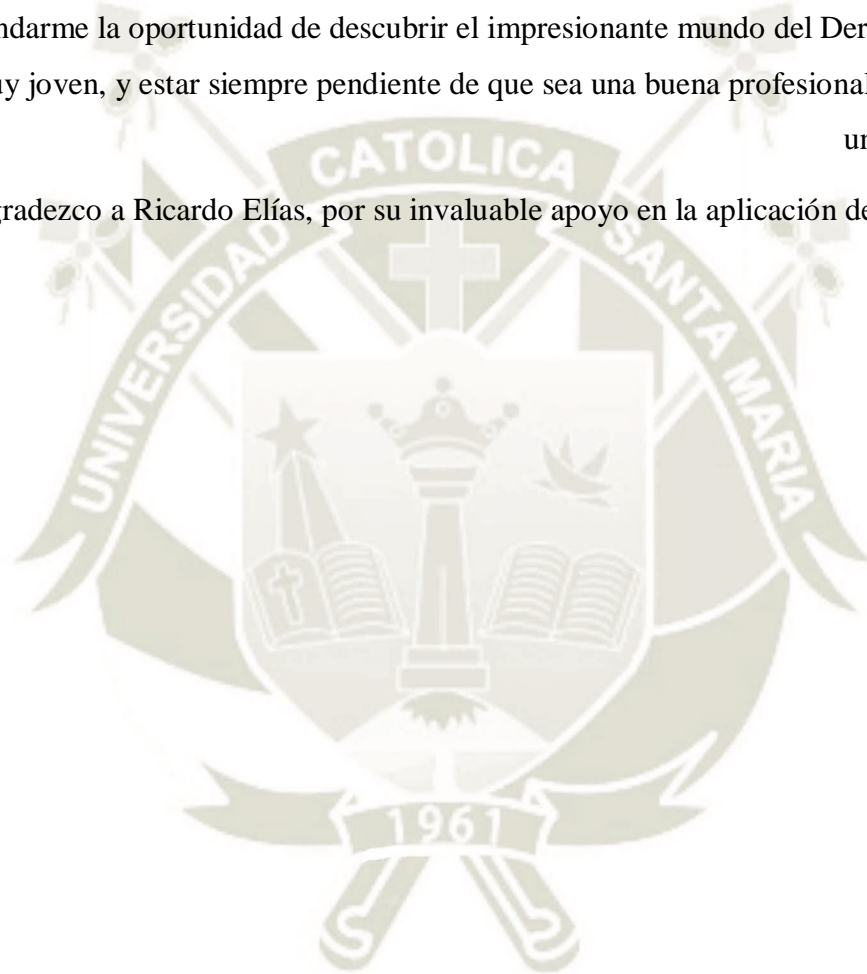 ndarme la oportunidad de descubrir el impresionante mundo del Der
y joven, y estar siempre pendiente de que sea una buena profesional
un
gradezco a Ricardo Elías, por su invaluable apoyo en la aplicación de
UNIVERSIDAD CATOLICA SANTA MARIA
1961